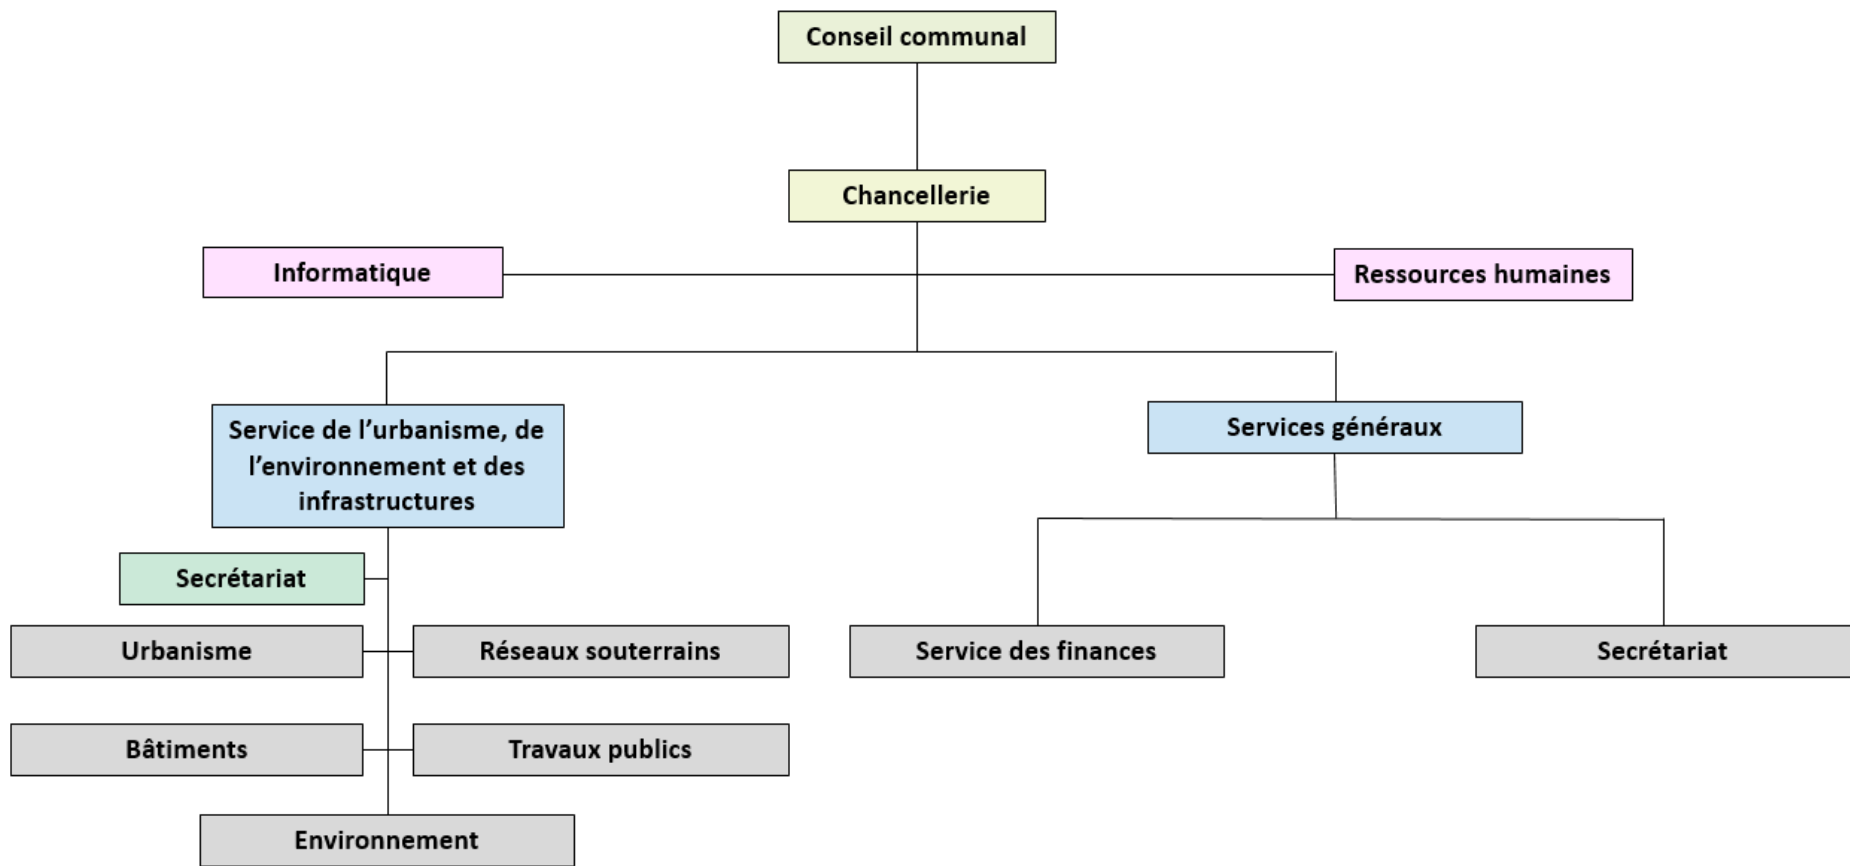 Conseil communal
Chancellerie
Informatique
Ressources humaines
Service de l’urbanisme, de
l’environnement et des
infrastructures
Services généraux
Secrétariat
Urbanisme
Réseaux souterrains
Service des finances
Secrétariat
Bâtiments
Travaux publics
Environnement